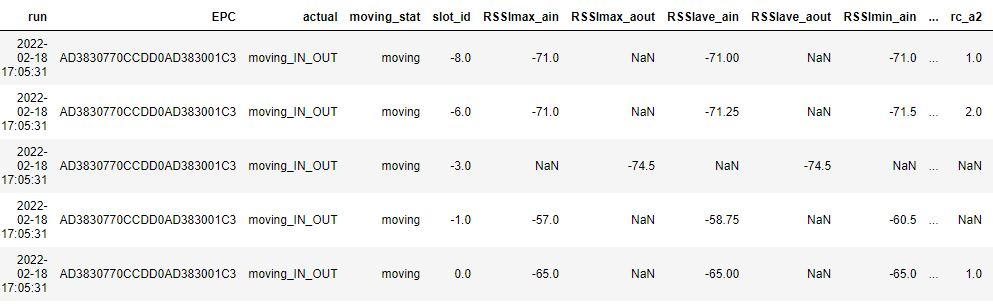 run EPC actual moving_stat slot_id RSSImax_ain RSSImax_aout RSSIave_ain RSSIave_aout RSSImin_ain ... rc_a2
2022-
02-18
17:05:31 AD3830770CCDD0AD383001C3 moving_IN_OUT moving -8.0 -71.0 NaN -71.00 NaN -71.0 ... 1.0
2022-
02-18
17:05:31 AD3830770CCDD0AD383001C3 moving_IN_OUT moving -6.0 -71.0 NaN -71.25 NaN -71.5 ... 2.0
2022-
02-18
17:05:31 AD3830770CCDD0AD383001C3 moving_IN_OUT moving -3.0 NaN -74.5 NaN -74.5 NaN ... NaN
2022-
02-18
17:05:31 AD3830770CCDD0AD383001C3 moving_IN_OUT moving -1.0 -57.0 NaN -58.75 NaN -60.5 ... NaN
2022-
02-18
17:05:31 AD3830770CCDD0AD383001C3 moving_IN_OUT moving 0.0 -65.0 NaN -65.00 NaN -65.0 ... 1.0